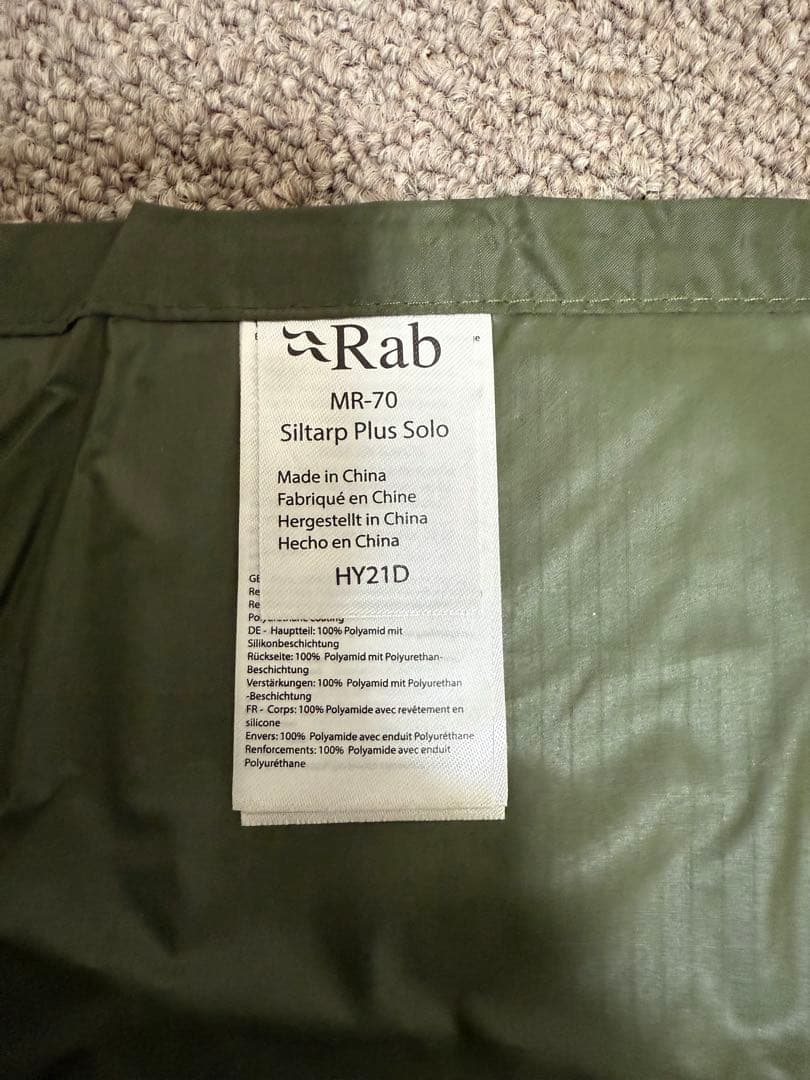 Rab
MR-70
Siltarp Plus Solo
Made in China
Fabriqué en Chine
Hergestellt in China
Hecho en China
HY21D
DE - Hauptteil: 100% Polyamid mit
Silikonbeschichtung
Rückseite: 100% Polyamid mit Polyurethan-
Beschichtung
Verstärkungen: 100% Polyamid mit Polyurethan
-Beschichtung
FR - Corps: 100% Polyamide avec revêtement en
silicone
Envers: 100% Polyamide avec enduit Polyuréthane
Renforcements: 100% Polyamide avec enduit
Polyuréthane